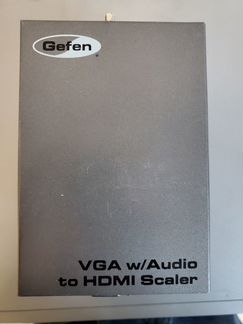 Gefen
VGA w/Audio
to HDMI Scaler